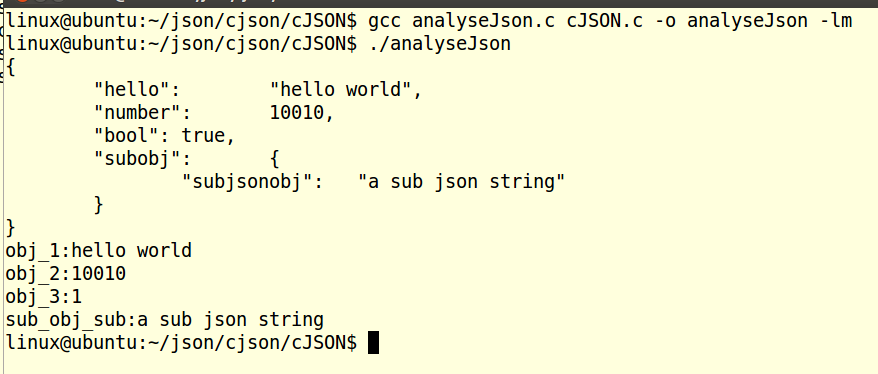 linux@ubuntu:~/json/cjson/cJSON$ gcc analyseJson.c cJSON.c -o analyseJson -lm
linux@ubuntu:~/json/cjson/cJSON$ ./analyseJson
{
        "hello":        "hello world",
        "number":       10010,
        "bool": true,
        "subobj":       {
                "subjsonobj":   "a sub json string"
        }
}
obj_1:hello world
obj_2:10010
obj_3:1
sub_obj_sub:a sub json string
linux@ubuntu:~/json/cjson/cJSON$